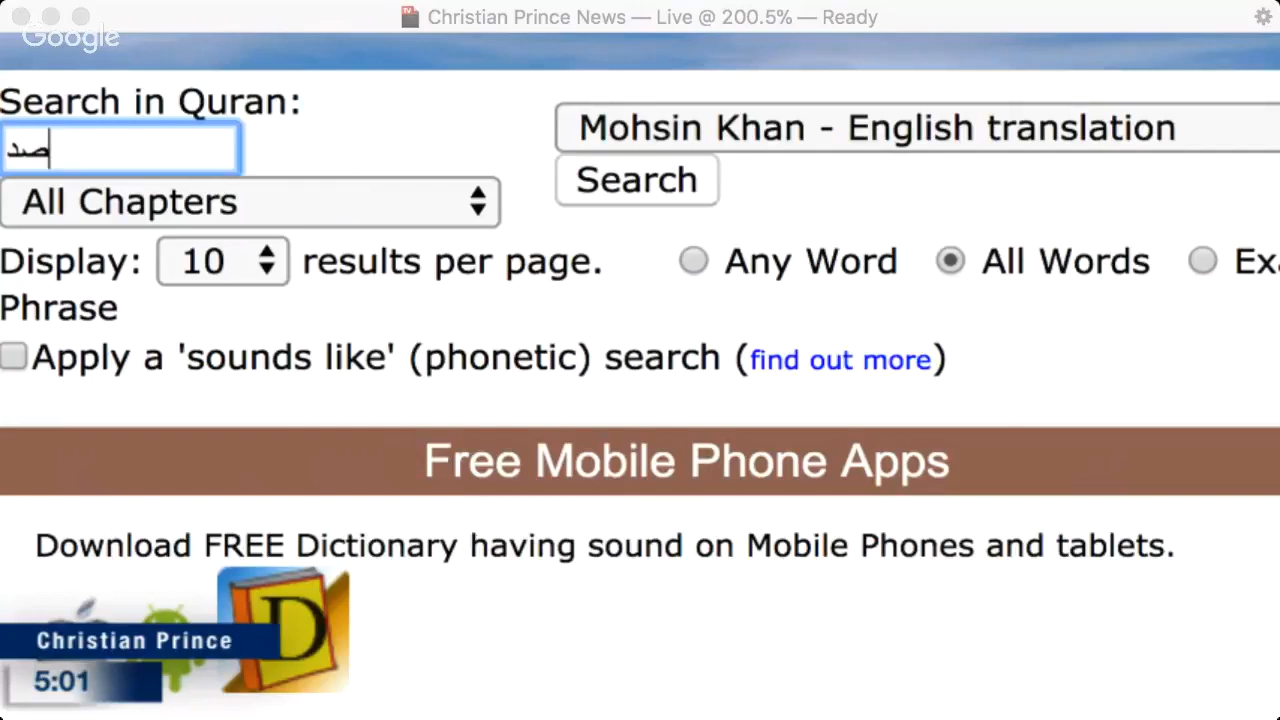 Christian Prince News — Live @ 200.5% — Ready
Google
Search in Quran:
صد
Mohsin Khan - English translation
Search
All Chapters
Display: 10 results per page. Any Word All Words Exa
Phrase
Apply a 'sounds like' (phonetic) search (find out more)
Free Mobile Phone Apps
Download FREE Dictionary having sound on Mobile Phones and tablets.
D
Christian Prince
5:01